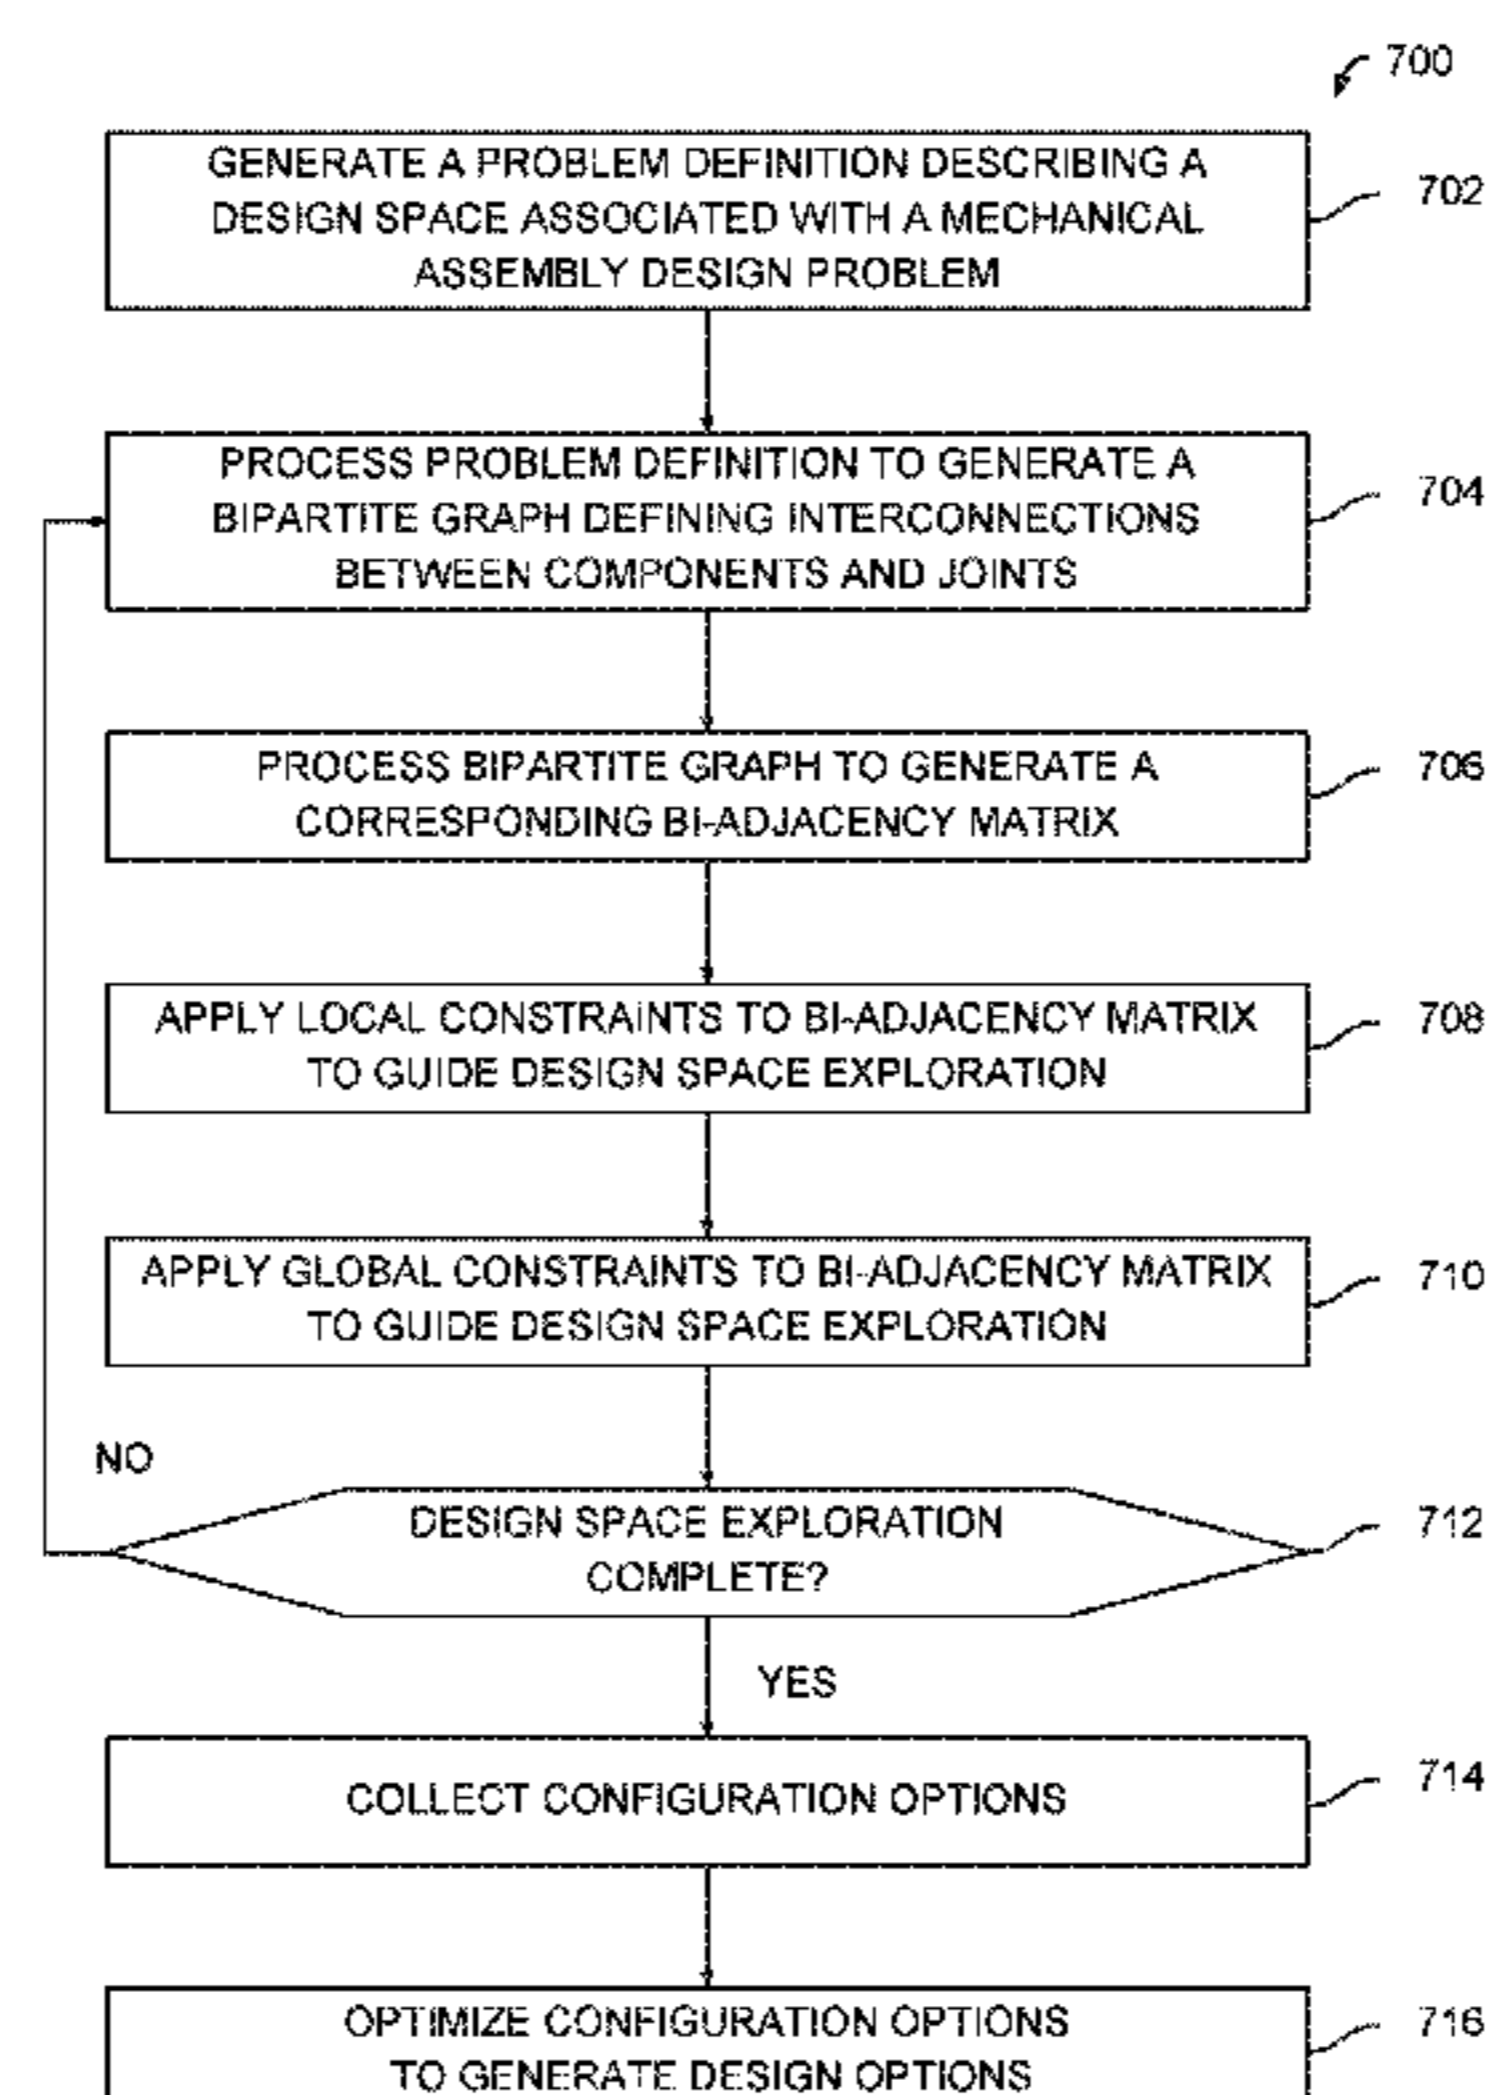 700
GENERATE A PROBLEM DEFINITION DESCRIBING A
DESIGN SPACE ASSOCIATED WITH A MECHANICAL
ASSEMBLY DESIGN PROBLEM
702
PROCESS PROBLEM DEFINITION TO GENERATE A
BIPARTITE GRAPH DEFINING INTERCONNECTIONS
BETWEEN COMPONENTS AND JOINTS
704
PROCESS BIPARTITE GRAPH TO GENERATE A
CORRESPONDING BI-ADJACENCY MATRIX
706
APPLY LOCAL CONSTRAINTS TO BI-ADJACENCY MATRIX
TO GUIDE DESIGN SPACE EXPLORATION
708
APPLY GLOBAL CONSTRAINTS TO BI-ADJACENCY MATRIX
TO GUIDE DESIGN SPACE EXPLORATION
710
NO
DESIGN SPACE EXPLORATION
COMPLETE?
712
YES
COLLECT CONFIGURATION OPTIONS
714
OPTIMIZE CONFIGURATION OPTIONS
TO GENERATE DESIGN OPTIONS
716